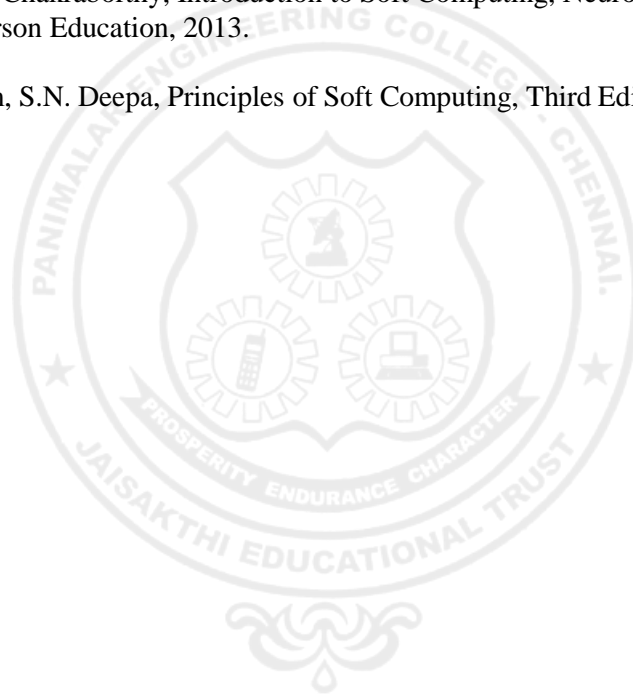 Chakraborthy, Introduction to Soft Computing, Neuro
rson Education, 2013.
n, S.N. Deepa, Principles of Soft Computing, Third Edi
PANIMALAR ENGINEERING COLLEGE - CHENNAI.
PROSPERITY ENDURANCE CHARACTER
JAISAKTHI EDUCATIONAL TRUST